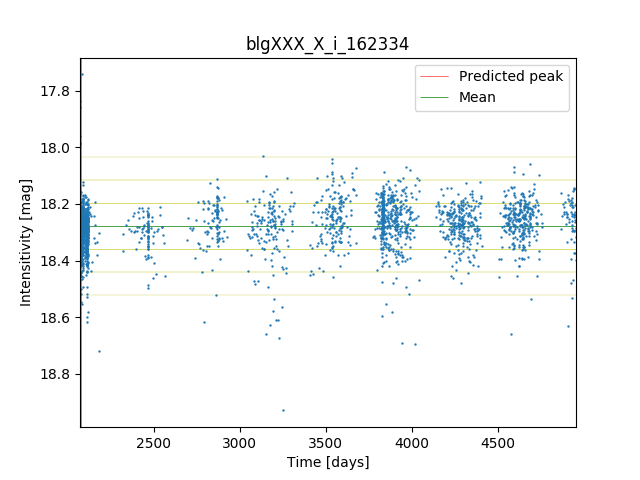 blgXXX_X_i_162334
Predicted peak
Mean
Intensitivity [mag]
17.8
18.0
18.2
18.4
18.6
18.8
2500
3000
3500
4000
4500
Time [days]